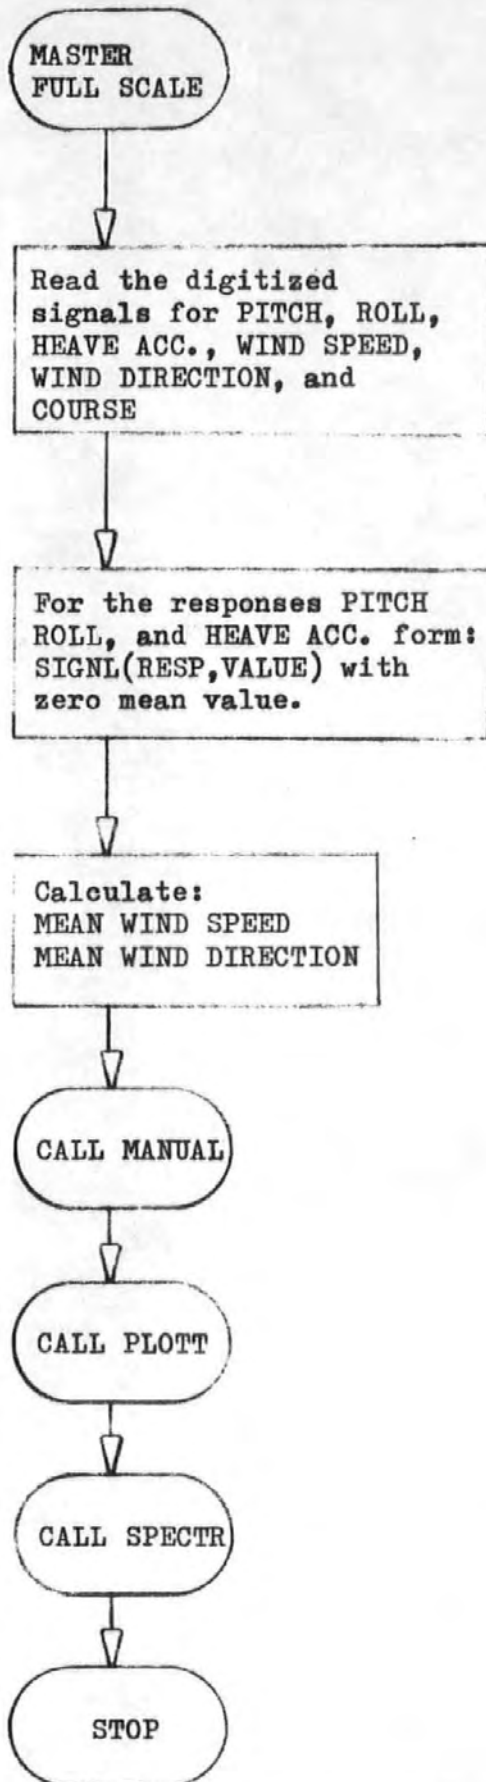 MASTER
FULL SCALE
Read the digitized
signals for PITCH, ROLL,
HEAVE ACC., WIND SPEED,
WIND DIRECTION, and
COURSE
For the responses PITCH
ROLL, and HEAVE ACC. form:
SIGNL(RESP,VALUE) with
zero mean value.
Calculate:
MEAN WIND SPEED
MEAN WIND DIRECTION
CALL MANUAL
CALL PLOTT
CALL SPECTR
STOP